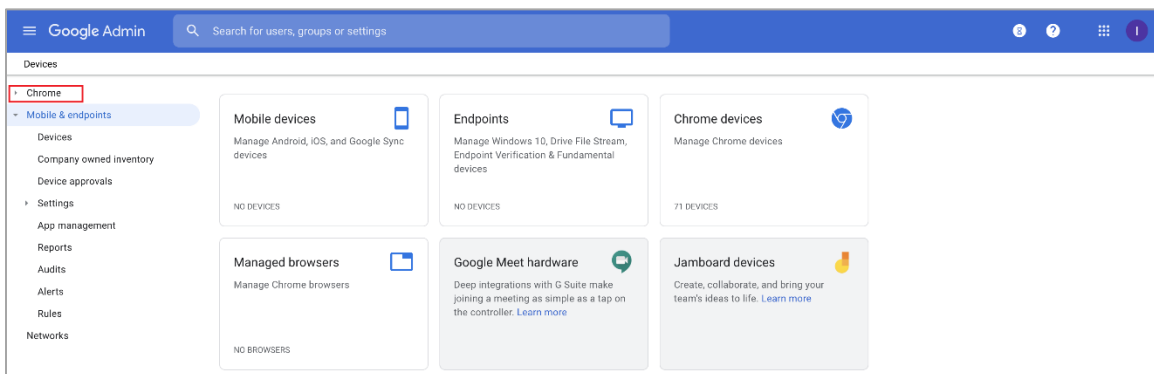 Google Admin
Search for users, groups or settings
8
?
I
Devices
Chrome
Mobile & endpoints
Devices
Company owned inventory
Device approvals
Settings
App management
Reports
Audits
Alerts
Rules
Networks
Mobile devices
Manage Android, iOS, and Google Sync
devices
NO DEVICES
Endpoints
Manage Windows 10, Drive File Stream,
Endpoint Verification & Fundamental
devices
NO DEVICES
Chrome devices
Manage Chrome devices
71 DEVICES
Managed browsers
Manage Chrome browsers
NO BROWSERS
Google Meet hardware
Deep integrations with G Suite make
joining a meeting as simple as a tap on
the controller. Learn more
Jamboard devices
Create, collaborate, and bring your
team's ideas to life. Learn more